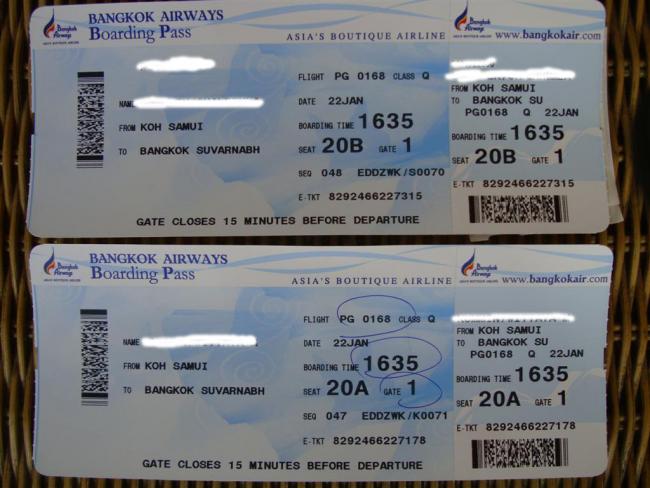 BANGKOK AIRWAYS
Boarding Pass
ASIA'S BOUTIQUE AIRLINE
Bangkok Airways
www.bangkokair.com
FLIGHT PG 0168 CLASS Q
NAME
DATE 22JAN
FROM KOH SAMUI
BOARDING TIME 1635
TO BANGKOK SUVARNABH
SEAT 20B GATE 1
SEQ 048 EDDZWK/S0070
E-TKT 8292466227315
GATE CLOSES 15 MINUTES BEFORE DEPARTURE
FROM KOH SAMUI
TO BANGKOK SU
PG0168 Q 22JAN
BOARDING TIME 1635
SEAT 20B GATE 1
E-TKT 8292466227315
BANGKOK AIRWAYS
Boarding Pass
ASIA'S BOUTIQUE AIRLINE
Bangkok Airways
www.bangkokair.com
FLIGHT PG 0168 CLASS Q
NAME
DATE 22JAN
FROM KOH SAMUI
BOARDING TIME 1635
TO BANGKOK SUVARNABH
SEAT 20A GATE 1
SEQ 047 EDDZWK/K0071
E-TKT 8292466227178
GATE CLOSES 15 MINUTES BEFORE DEPARTURE
FROM KOH SAMUI
TO BANGKOK SU
PG0168 Q 22JAN
BOARDING TIME 1635
SEAT 20A GATE 1
E-TKT 8292466227178